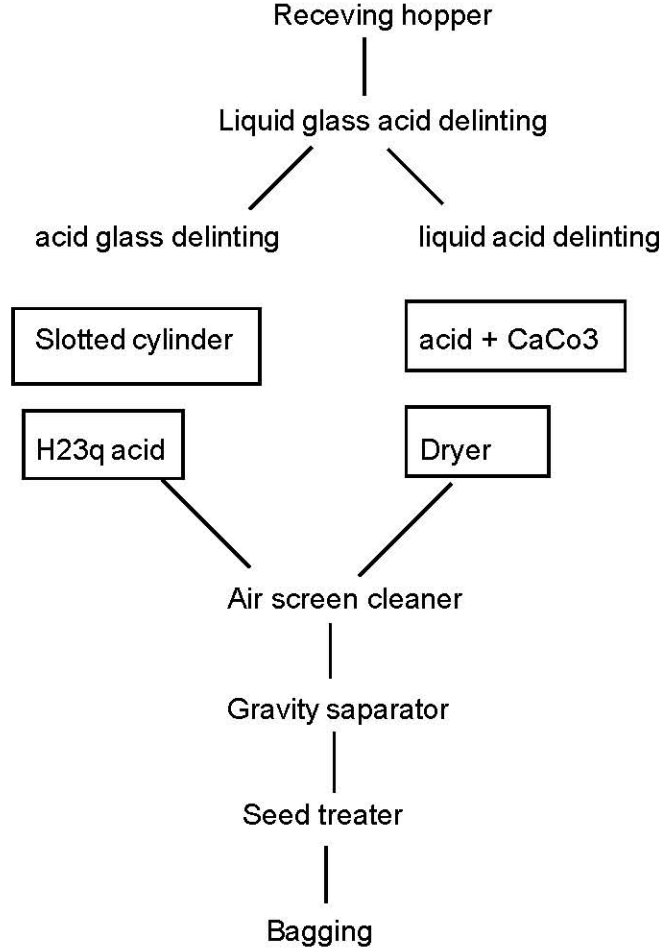 Receving hopper
Liquid glass acid delinting
acid glass delinting
liquid acid delinting
Slotted cylinder
acid + CaCo3
H23q acid
Dryer
Air screen cleaner
Gravity saparator
Seed treater
Bagging